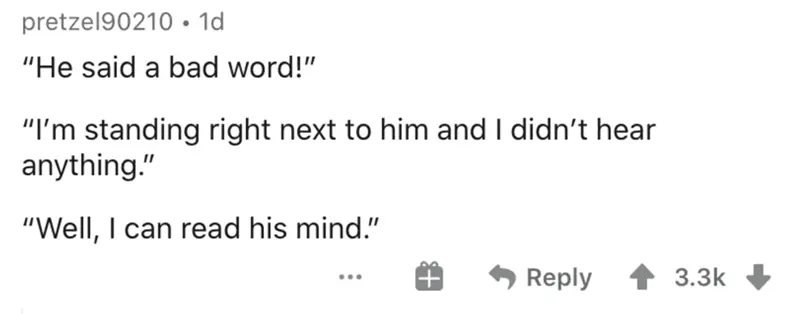 pretzel90210 • 1d
“He said a bad word!”
“I’m standing right next to him and I didn’t hear
anything.”
“Well, I can read his mind.”
... Reply 3.3k